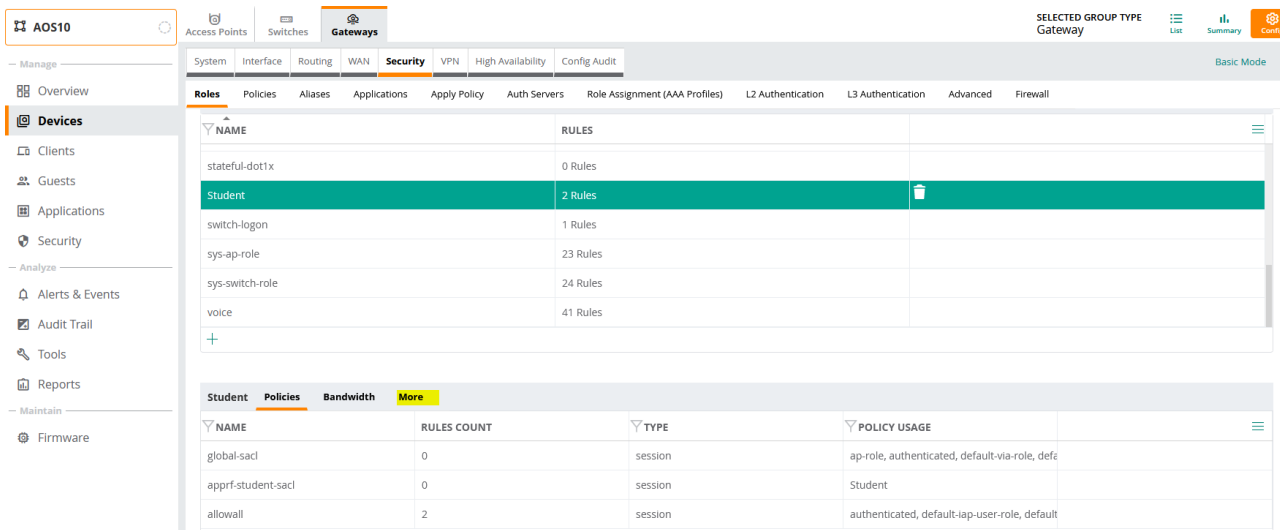 AOS10
Access Points
Switches
Gateways
SELECTED GROUP TYPE
Gateway
List
Summary
Manage
System Interface Routing WAN Security VPN High Availability Config Audit
Basic Mode
Overview
Roles Policies Aliases Applications Apply Policy Auth Servers Role Assignment (AAA Profiles) L2 Authentication L3 Authentication Advanced Firewall
Devices
Clients
Guests
Applications
Security
Analyze
Alerts & Events
Audit Trail
Tools
Reports
Maintain
Firmware
NAME RULES
stateful-dot1x 0 Rules
Student 2 Rules
switch-logon 1 Rules
sys-ap-role 23 Rules
sys-switch-role 24 Rules
voice 41 Rules
+
Student Policies Bandwidth More
NAME RULES COUNT TYPE POLICY USAGE
global-sacl 0 session ap-role, authenticated, default-via-role, defa
apprf-student-sacl 0 session Student
allowall 2 session authenticated, default-iap-user-role, default